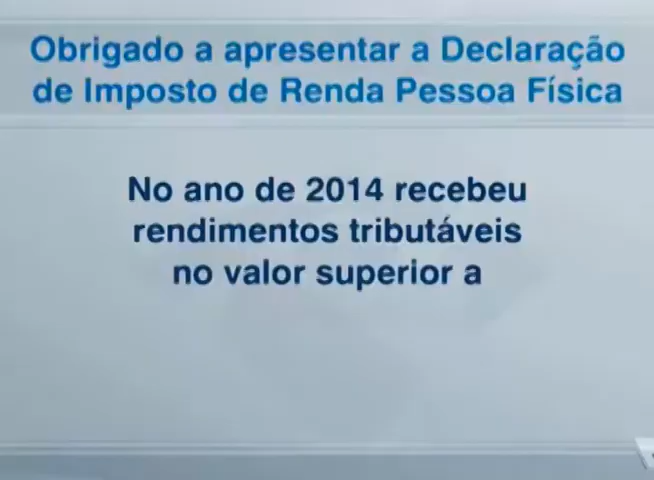 Obrigado a apresentar a Declaração
de Imposto de Renda Pessoa Física
No ano de 2014 recebeu
rendimentos tributáveis
no valor superior a